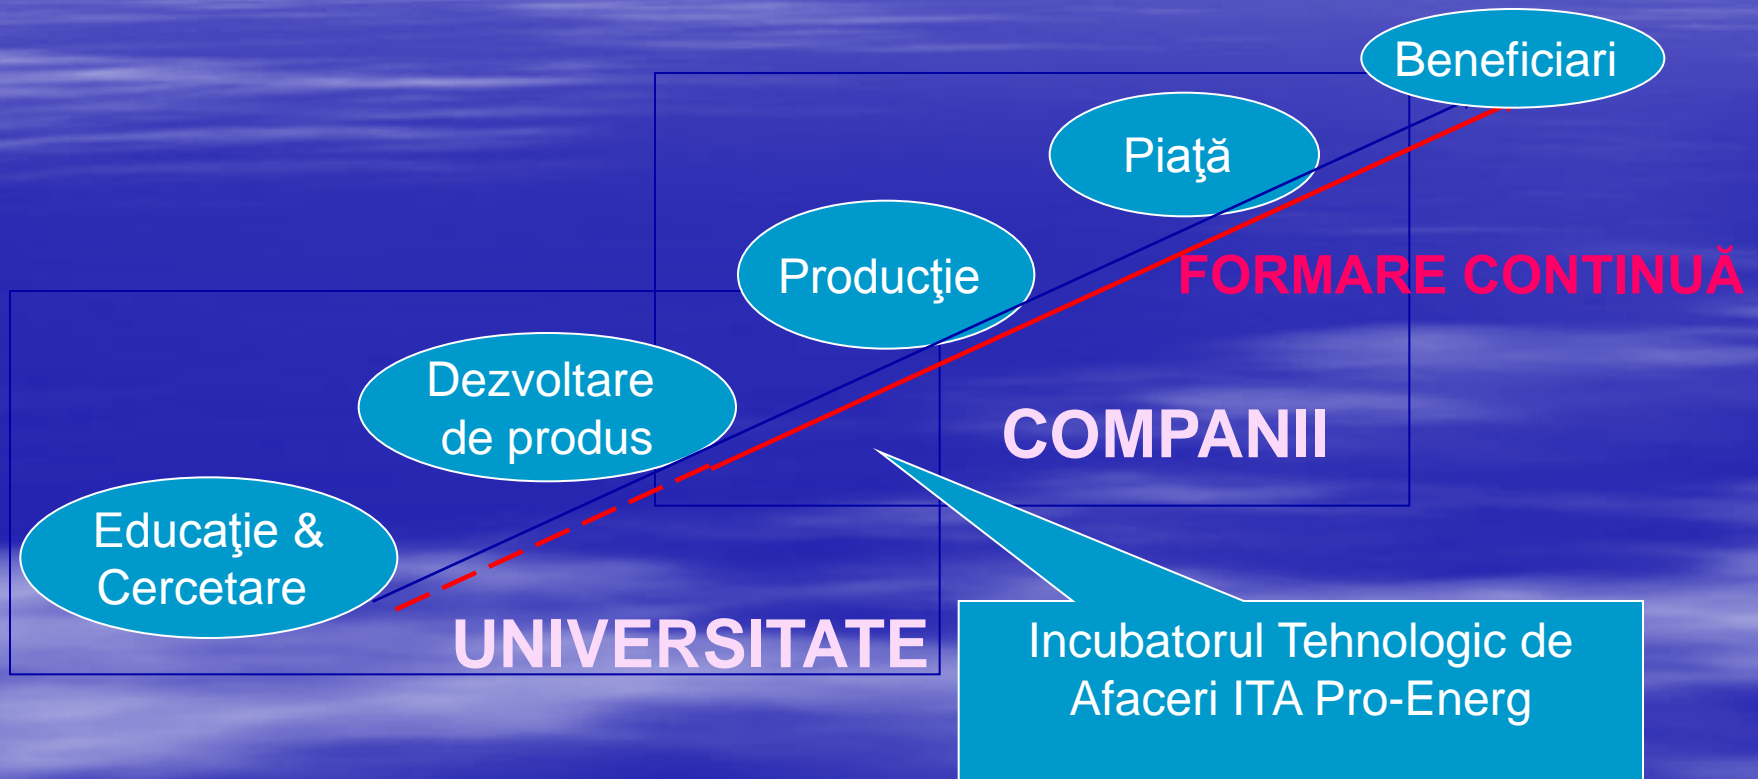 Beneficiari
Piaţă
Producţie
FORMARE CONTINUĂ
Dezvoltare
de produs
COMPANII
Educaţie &
Cercetare
UNIVERSITATE
Incubatorul Tehnologic de
Afaceri ITA Pro-Energ